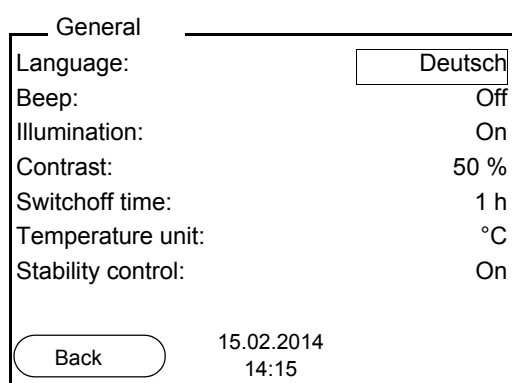 General
Language: Deutsch
Beep: Off
Illumination: On
Contrast: 50 %
Switchoff time: 1 h
Temperature unit: °C
Stability control: On
15.02.2014
Back
14:15